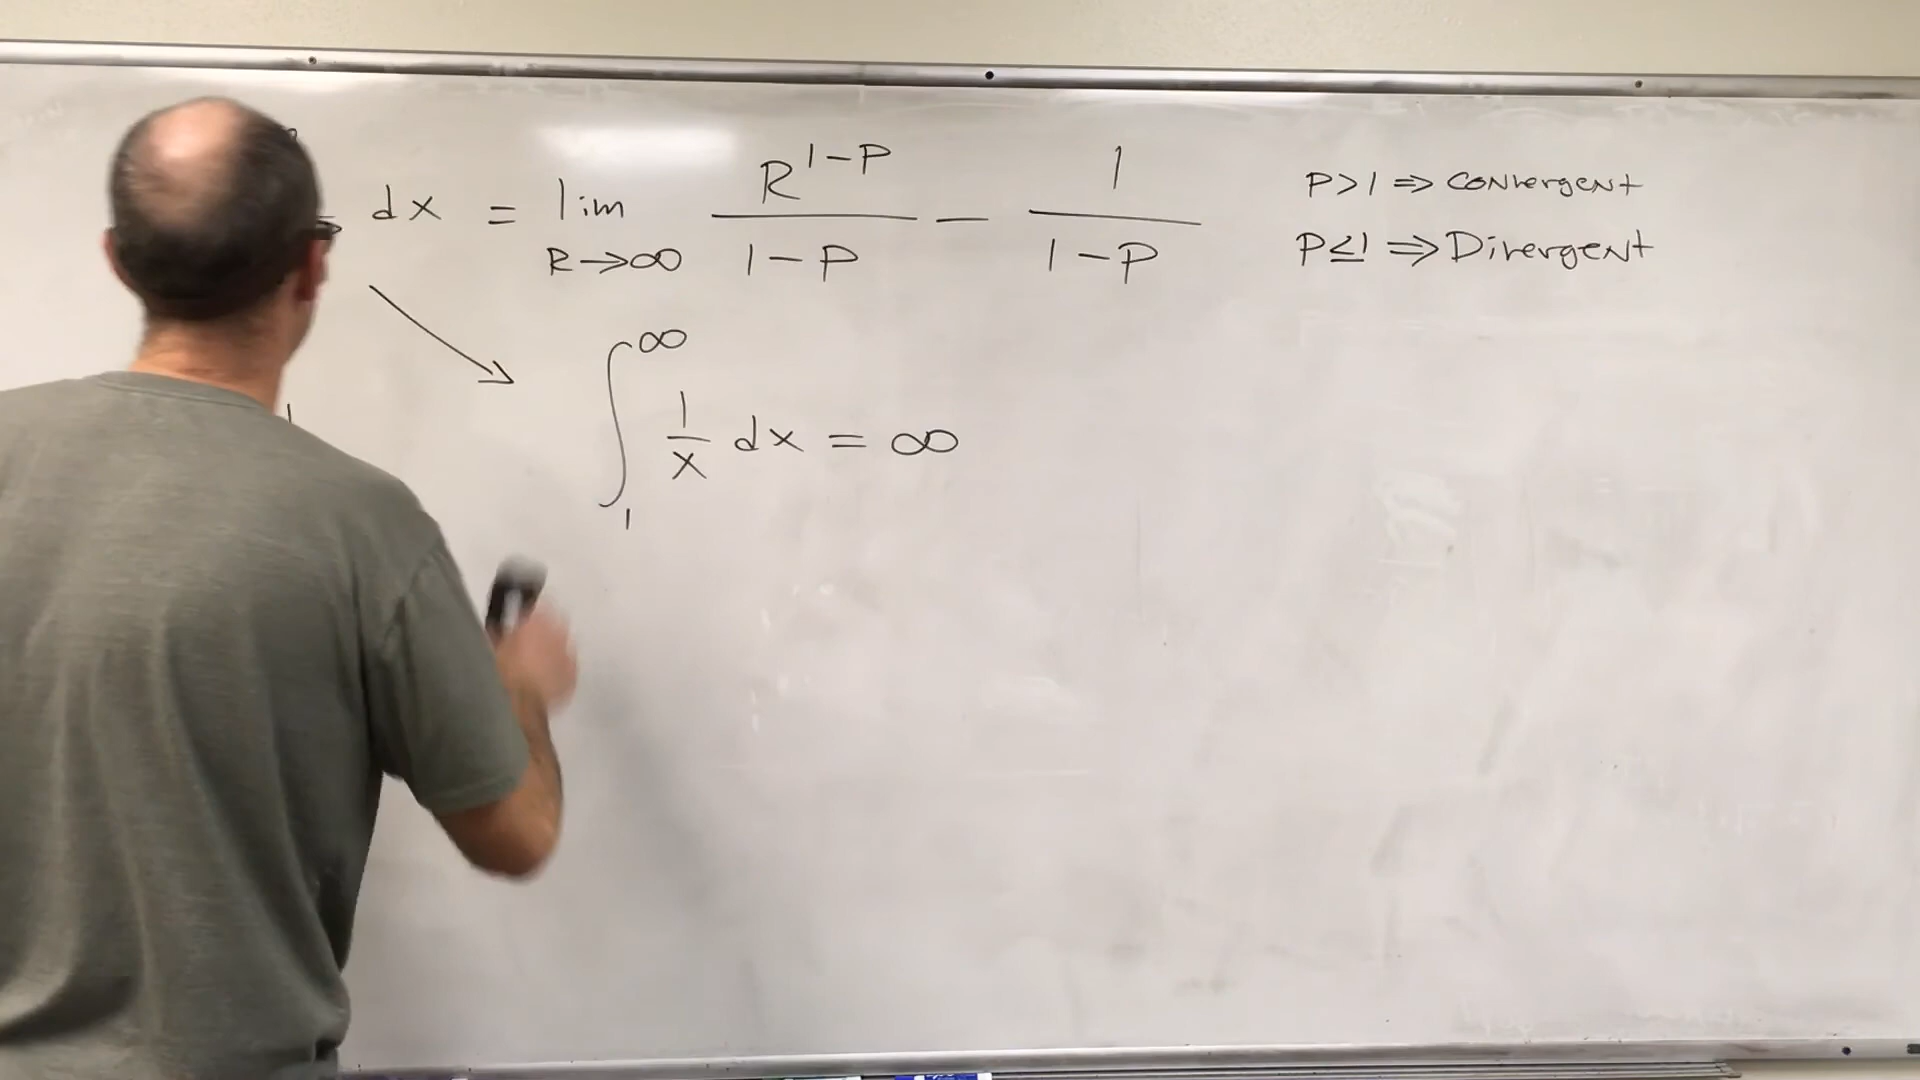 dx = lim R→∞ R^(1-P)/(1-P) - 1/(1-P)
P>1 ⇒ Convergent
P≤1 ⇒ Divergent
∫₁^∞ 1/x dx = ∞